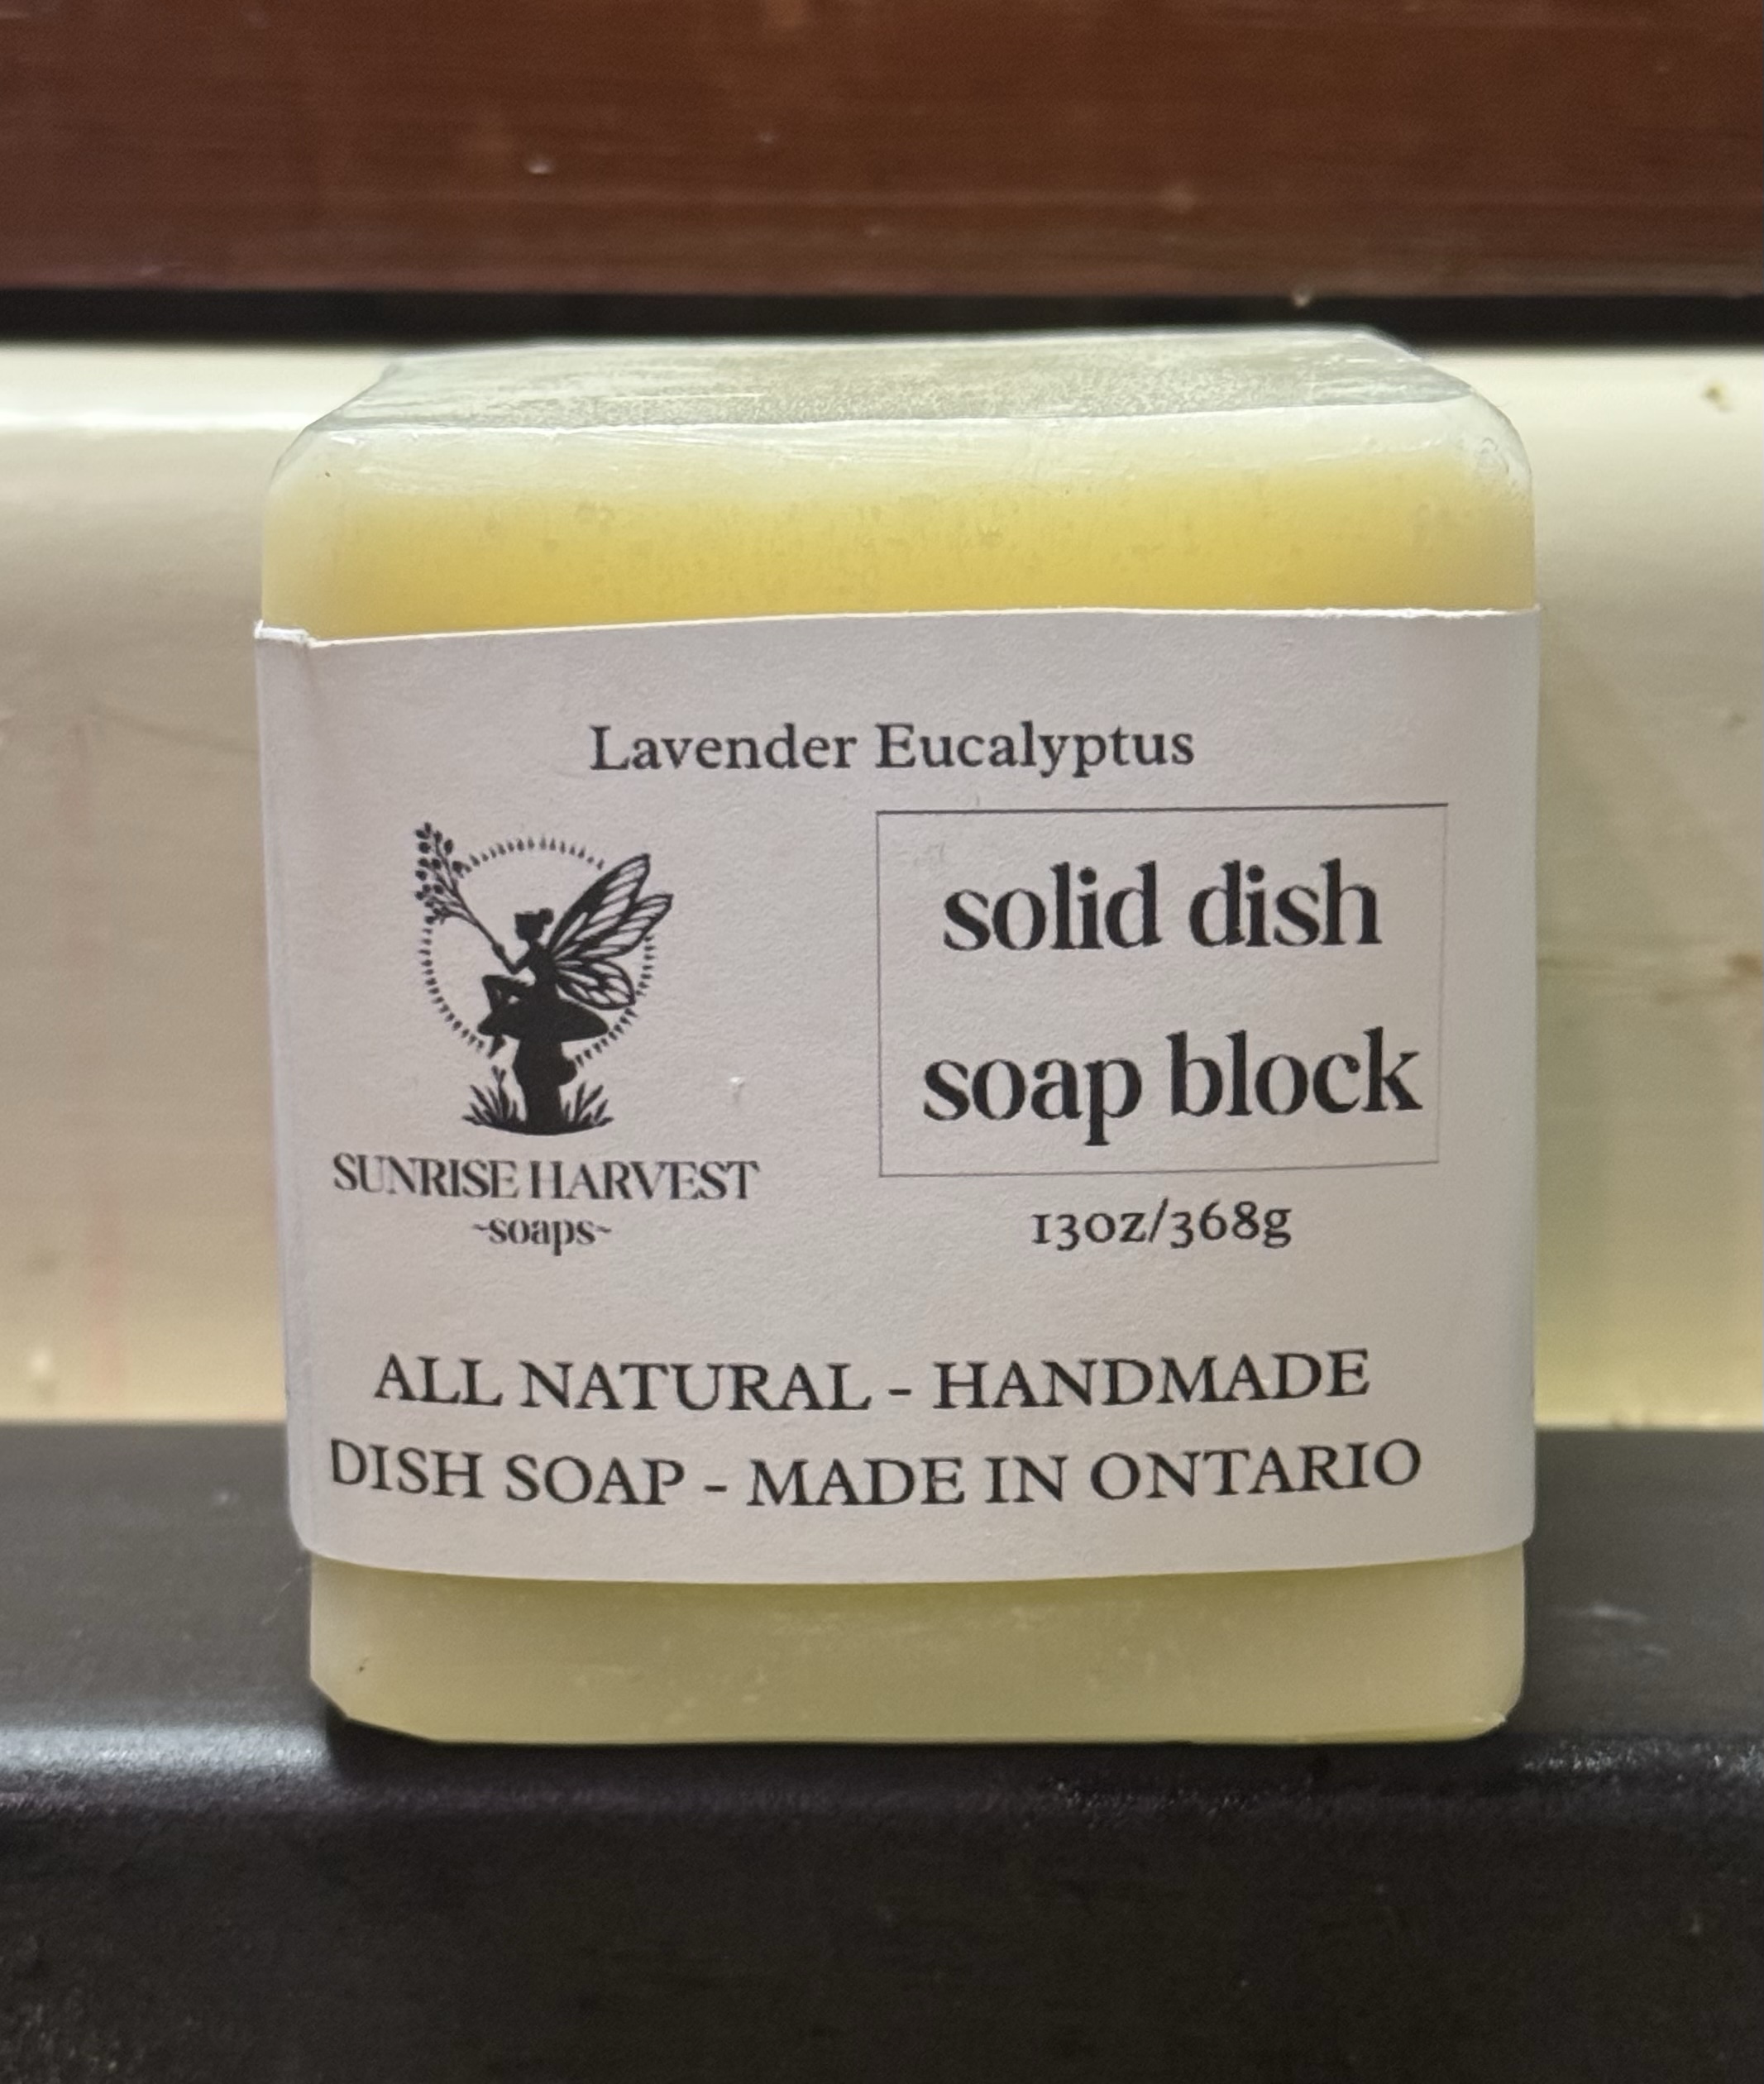 Lavender Eucalyptus
solid dish
soap block
13oz/368g
SUNRISE HARVEST
~soaps~
ALL NATURAL - HANDMADE
DISH SOAP - MADE IN ONTARIO